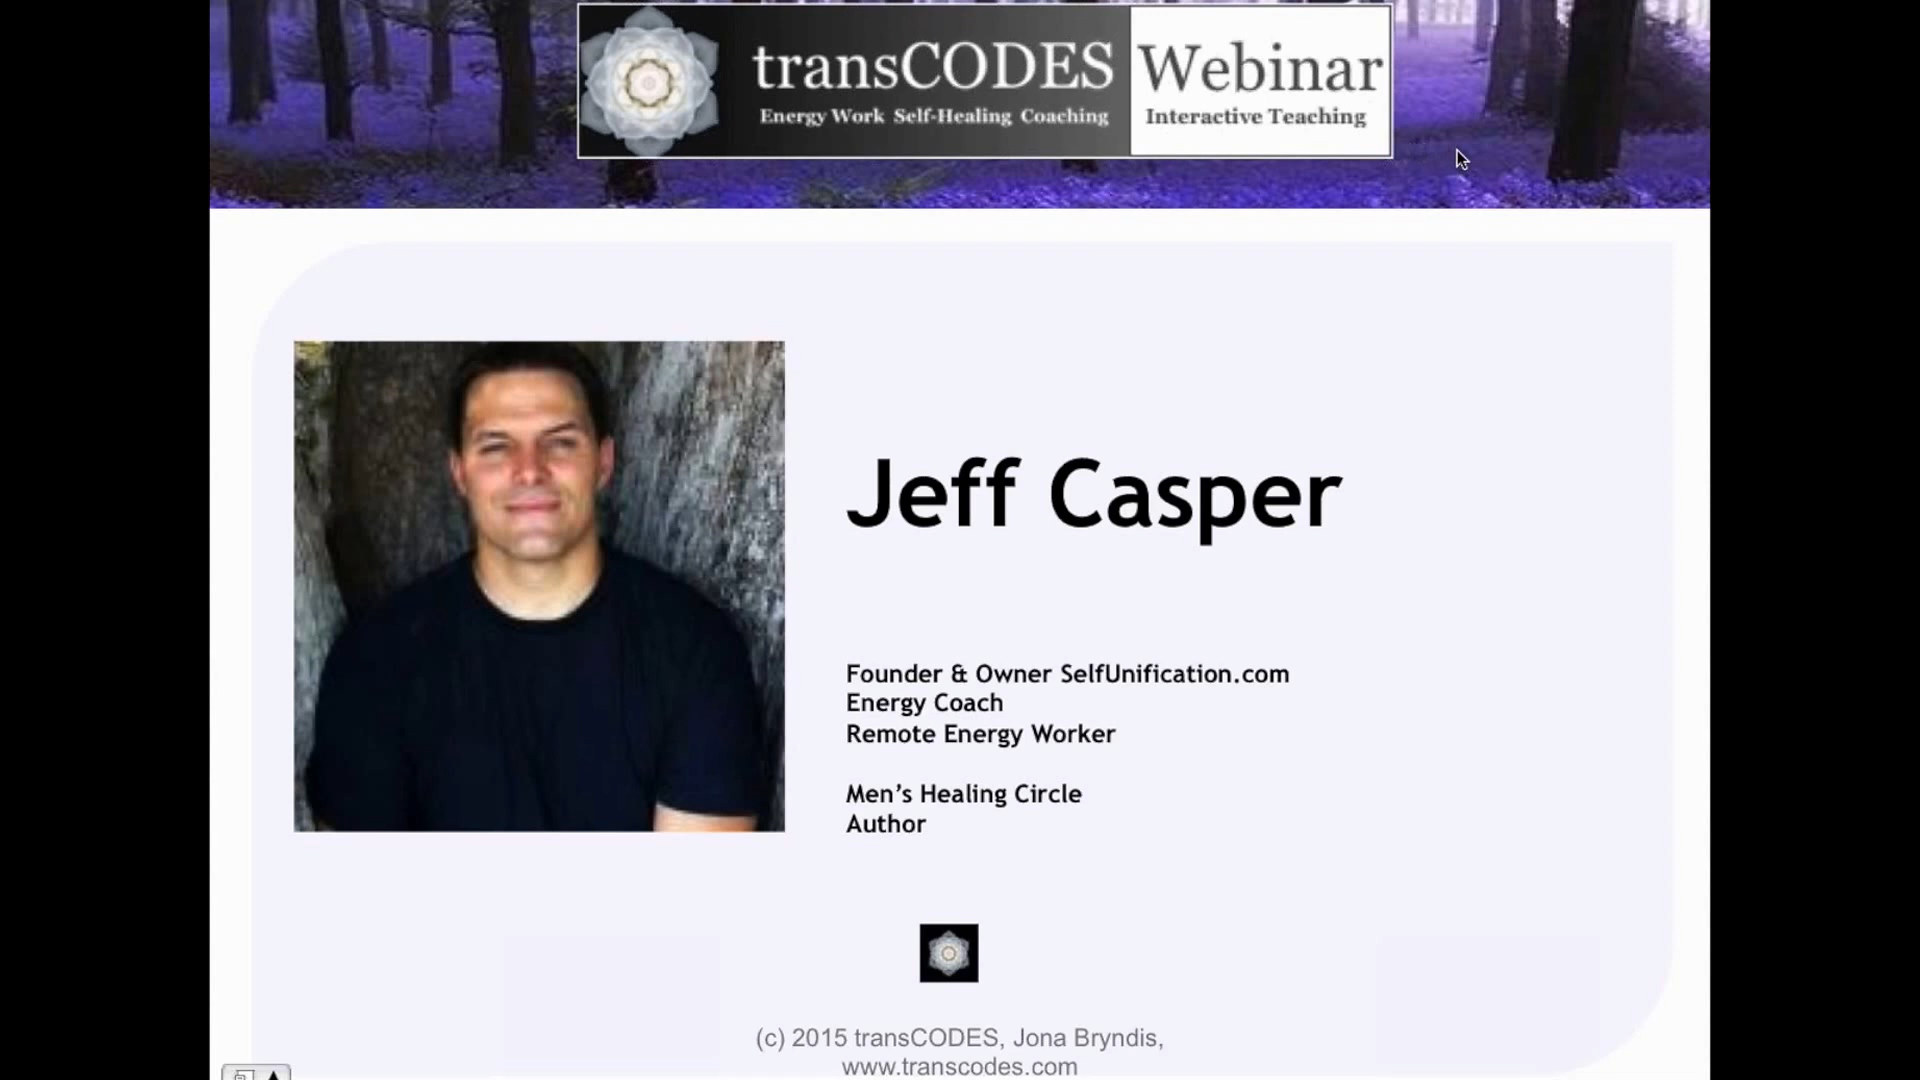 transCODES
Energy Work Self-Healing Coaching
Webinar
Interactive Teaching
Jeff Casper
Founder & Owner SelfUnification.com
Energy Coach
Remote Energy Worker
Men’s Healing Circle
Author
(c) 2015 transCODES, Jona Bryndis,
www.transcodes.com